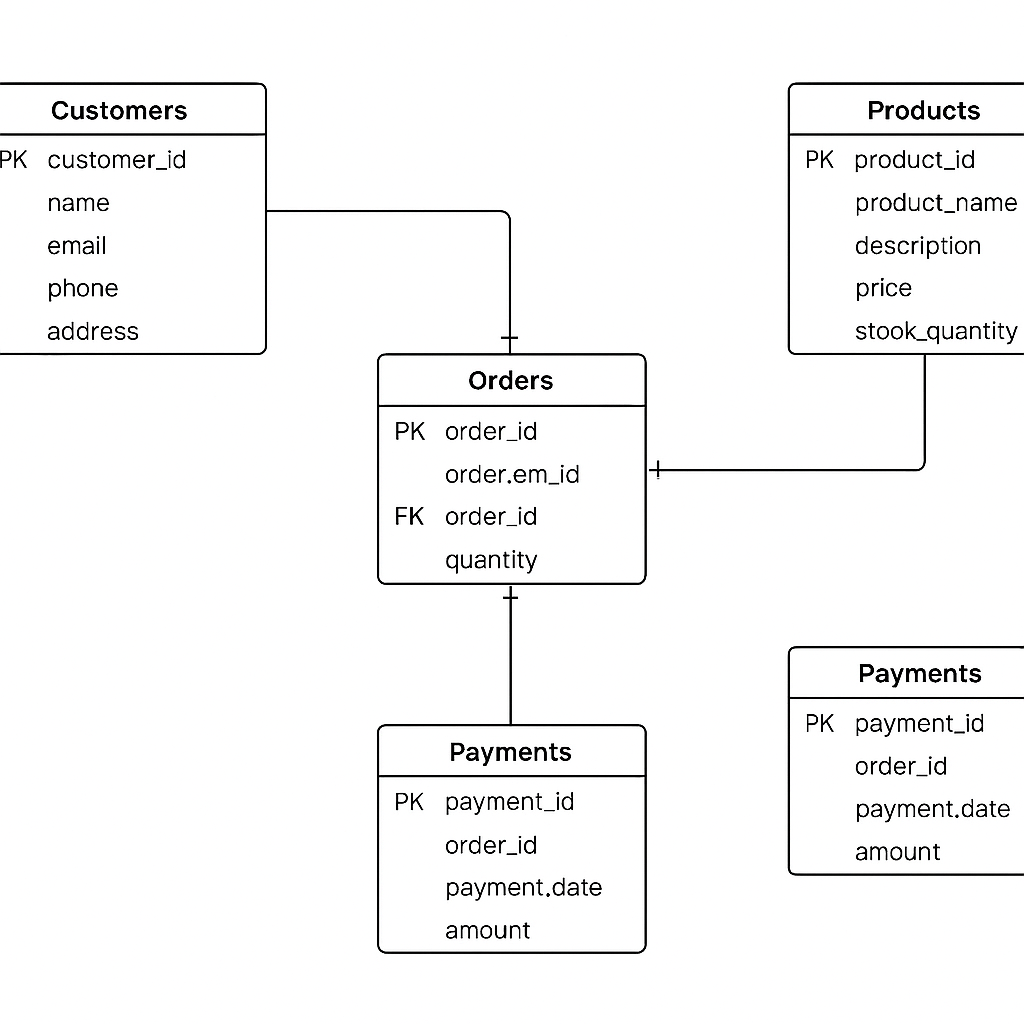 Customers
PK customer_id
name
email
phone
address
Products
PK product_id
product_name
description
price
stook_quantity
Orders
PK order_id
order.em_id
FK order_id
quantity
Payments
PK payment_id
order_id
payment.date
amount
Payments
PK payment_id
order_id
payment.date
amount